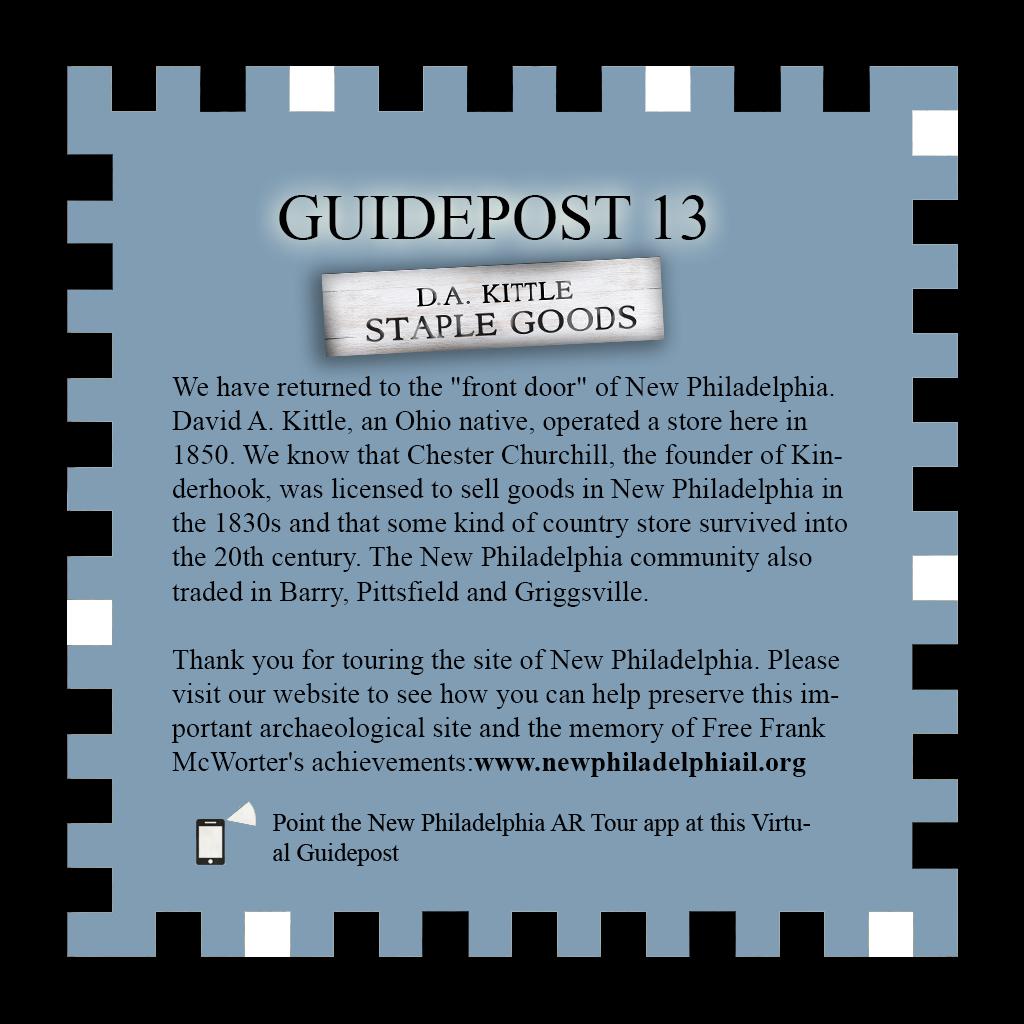 GUIDEPOST 13
D.A. KITTLE
STAPLE GOODS
We have returned to the "front door" of New Philadelphia.
David A. Kittle, an Ohio native, operated a store here in
1850. We know that Chester Churchill, the founder of Kin-
derhook, was licensed to sell goods in New Philadelphia in
the 1830s and that some kind of country store survived into
the 20th century. The New Philadelphia community also
traded in Barry, Pittsfield and Griggsville.
Thank you for touring the site of New Philadelphia. Please
visit our website to see how you can help preserve this im-
portant archaeological site and the memory of Free Frank
McWorter's achievements:www.newphiladelphiail.org
Point the New Philadelphia AR Tour app at this Virtu-
al Guidepost